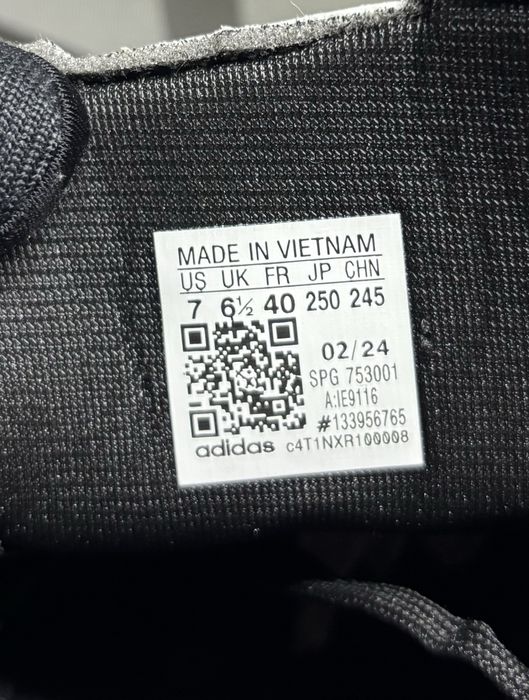 MADE IN VIETNAM
US UK FR JP CHN
7 6½ 40 250 245
02/24
SPG 753001
A:IE9116
#133956765
adidas c4T1NXR100008